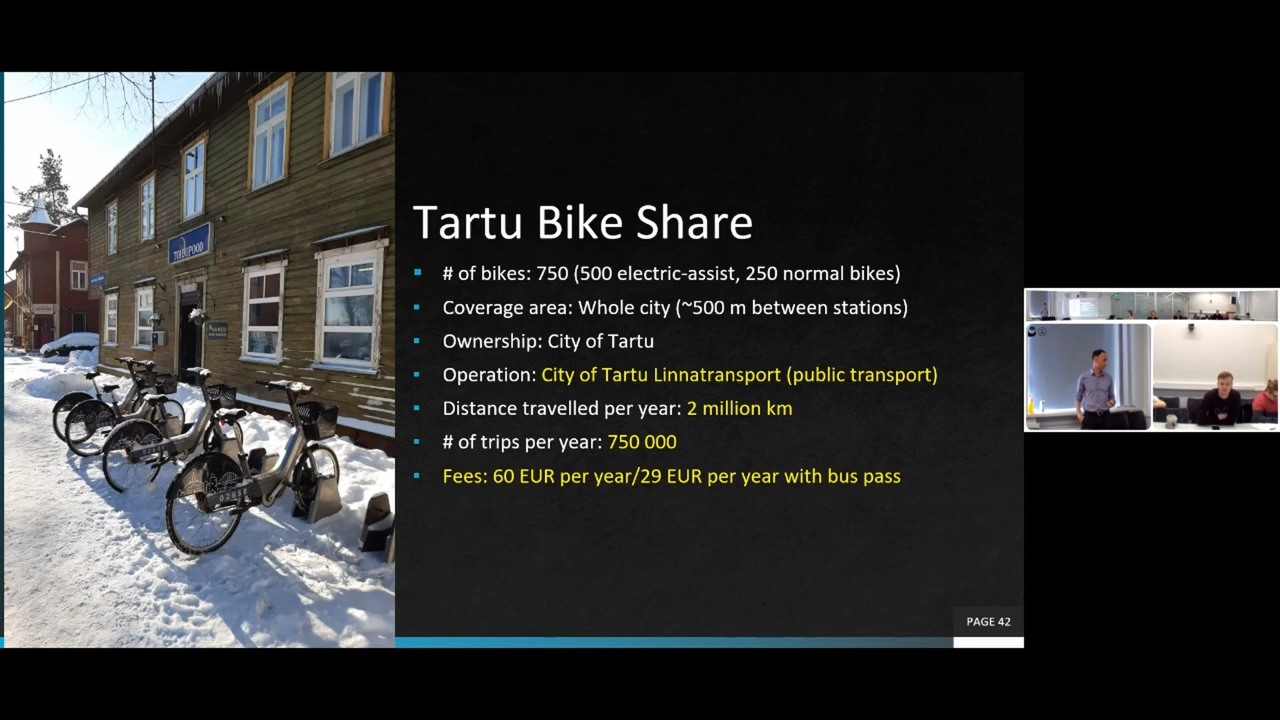 TOIDUPOOD
Tartu Bike Share
# of bikes: 750 (500 electric-assist, 250 normal bikes)
Coverage area: Whole city (~500 m between stations)
Ownership: City of Tartu
Operation: City of Tartu Linnatransport (public transport)
Distance travelled per year: 2 million km
# of trips per year: 750 000
Fees: 60 EUR per year/29 EUR per year with bus pass
PAGE 42